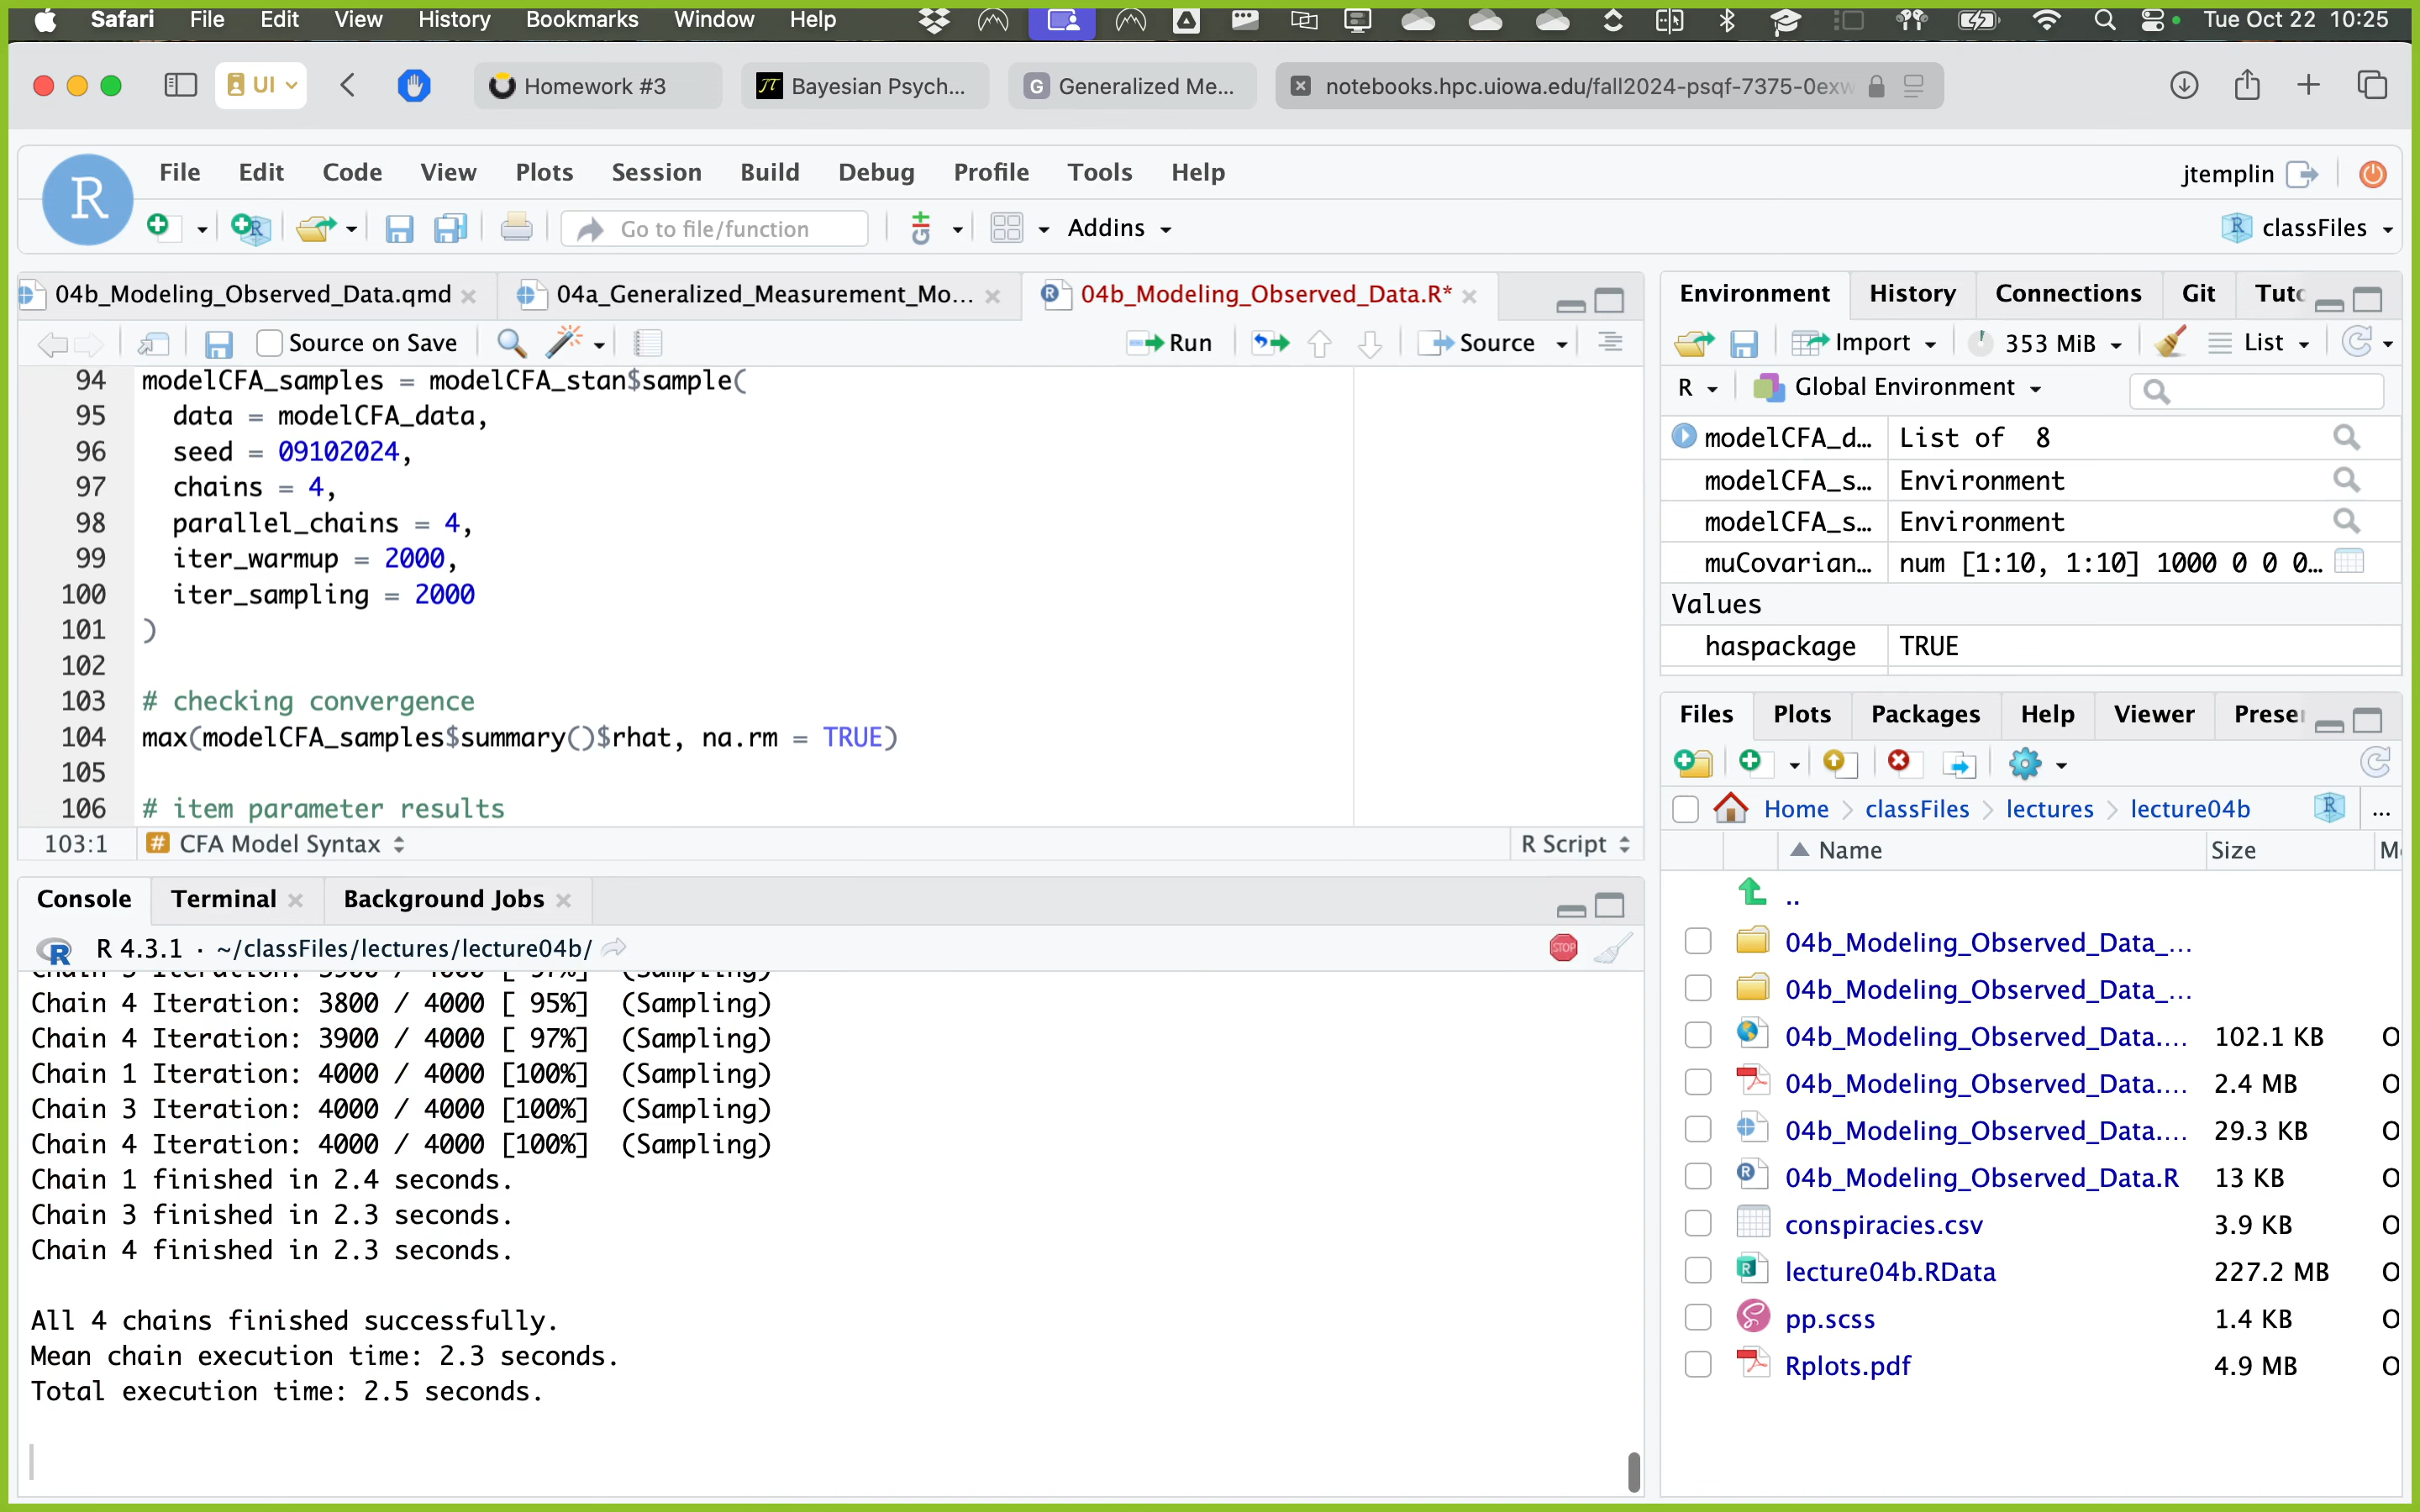 Safari File Edit View History Bookmarks Window Help Tue Oct 22 10:25
UI Homework #3 Bayesian Psych... Generalized Me... notebooks.hpc.uiowa.edu/fall2024-psqf-7375-0exw
File Edit Code View Plots Session Build Debug Profile Tools Help jtemplin
Go to file/function Addins classFiles
04b_Modeling_Observed_Data.qmd 04a_Generalized_Measurement_Mo... 04b_Modeling_Observed_Data.R*
Source on Save Run Source
94 modelCFA_samples = modelCFA_stan$sample(
95 data = modelCFA_data,
96 seed = 09102024,
97 chains = 4,
98 parallel_chains = 4,
99 iter_warmup = 2000,
100 iter_sampling = 2000
101 )
102
103 # checking convergence
104 max(modelCFA_samples$summary()$rhat, na.rm = TRUE)
105
106 # item parameter results
103:1 # CFA Model Syntax R Script
Console Terminal Background Jobs
R 4.3.1 · ~/classFiles/lectures/lecture04b/
Chain 4 Iteration: 3800 / 4000 [ 95%] (Sampling)
Chain 4 Iteration: 3900 / 4000 [ 97%] (Sampling)
Chain 1 Iteration: 4000 / 4000 [100%] (Sampling)
Chain 3 Iteration: 4000 / 4000 [100%] (Sampling)
Chain 4 Iteration: 4000 / 4000 [100%] (Sampling)
Chain 1 finished in 2.4 seconds.
Chain 3 finished in 2.3 seconds.
Chain 4 finished in 2.3 seconds.
All 4 chains finished successfully.
Mean chain execution time: 2.3 seconds.
Total execution time: 2.5 seconds.
Environment History Connections Git
Import 353 MiB List
R Global Environment
modelCFA_d... List of 8
modelCFA_s... Environment
modelCFA_s... Environment
muCovarian... num [1:10, 1:10] 1000 0 0 0...
Values
haspackage TRUE
Files Plots Packages Help Viewer
Home classFiles lectures lecture04b ...
Name Size
..
04b_Modeling_Observed_Data_...
04b_Modeling_Observed_Data_...
04b_Modeling_Observed_Data.... 102.1 KB
04b_Modeling_Observed_Data.... 2.4 MB
04b_Modeling_Observed_Data.... 29.3 KB
04b_Modeling_Observed_Data.R 13 KB
conspiracies.csv 3.9 KB
lecture04b.RData 227.2 MB
pp.scss 1.4 KB
Rplots.pdf 4.9 MB